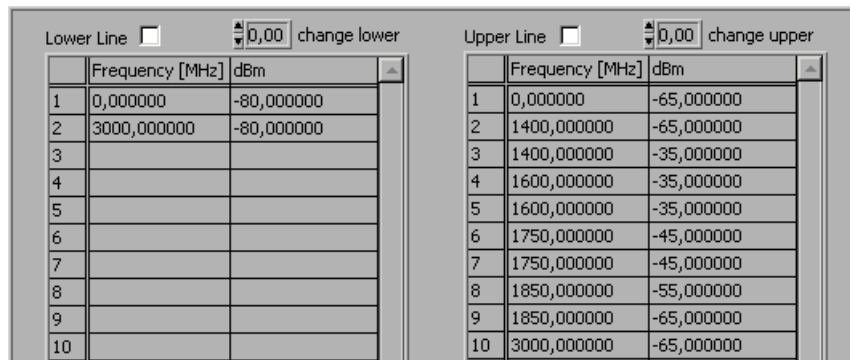 Lower Line 0,00 change lower Upper Line 0,00 change upper
Frequency [MHz] dBm Frequency [MHz] dBm
1 0,000000 -80,000000 1 0,000000 -65,000000
2 3000,000000 -80,000000 2 1400,000000 -65,000000
3 3 1400,000000 -35,000000
4 4 1600,000000 -35,000000
5 5 1600,000000 -35,000000
6 6 1750,000000 -45,000000
7 7 1750,000000 -45,000000
8 8 1850,000000 -55,000000
9 9 1850,000000 -65,000000
10 10 3000,000000 -65,000000